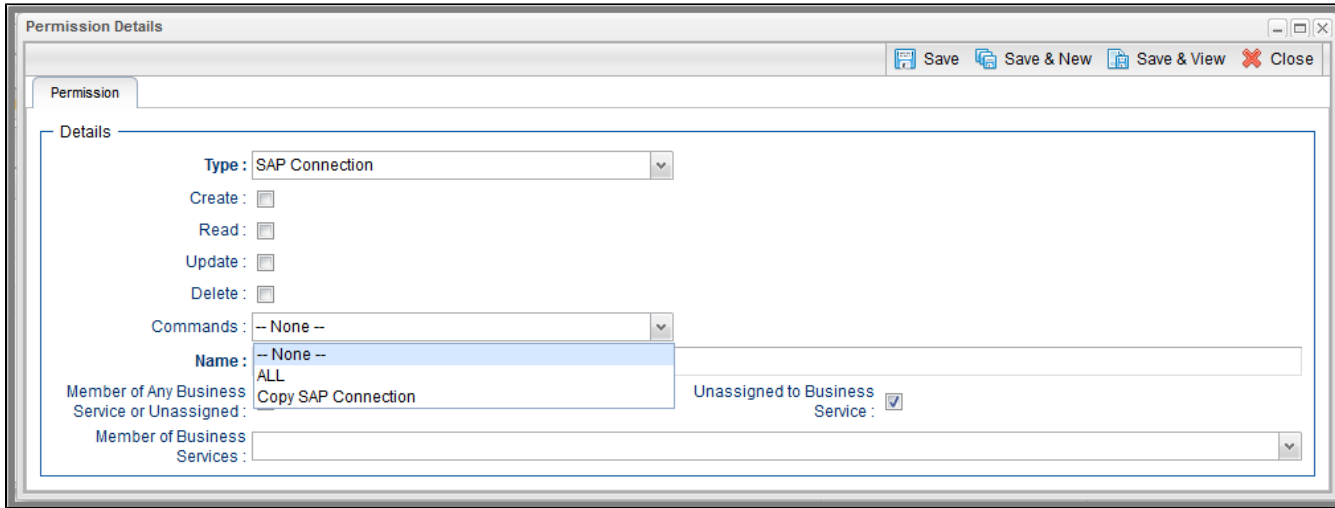 Permission Details
Save Save & New Save & View Close
Permission
Details
Type : SAP Connection
Create :
Read :
Update :
Delete :
Commands : -- None --
Name : -- None --
ALL
Member of Any Business Copy SAP Connection Unassigned to Business
Service or Unassigned : Service :
Member of Business
Services :